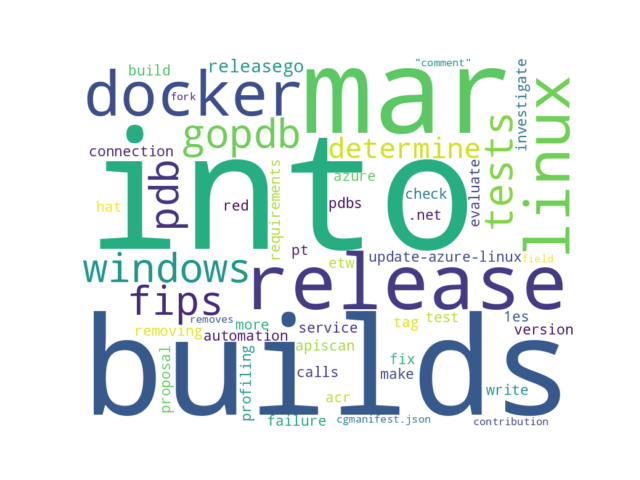 "comment"
build
releasego
mar
investigate
docker
fork
linux
gopdb
tests
determine
connection
into
pdb
requirements
evaluate
azure
check
hat
red
pdbs
.net
pt
update-azure-linux
field
windows
etw
release
fips
builds
removes
removing
more
service
tag
test
1es
version
automation
apiscan
proposal
profiling
fix
calls
make
write
acr
failure
cgmanifest.json
contribution